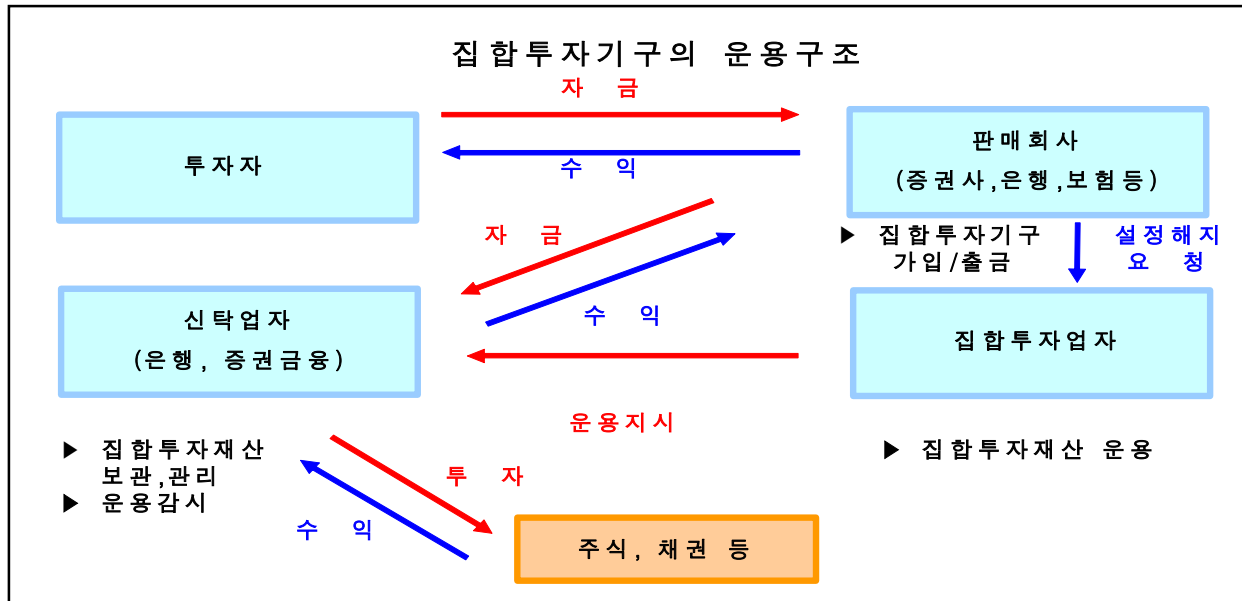 집합투자기구의 운용구조
자 금
투자자
수 익
판매회사
(증권사,은행,보험등)
자 금
▶ 집합투자기구
가입/출금
설정해지
요 청
신탁업자
(은행, 증권금융)
수 익
집합투자업자
운용지시
▶ 집합투자재산
보관,관리
▶ 운용감시
▶ 집합투자재산 운용
투 자
수 익
주식, 채권 등